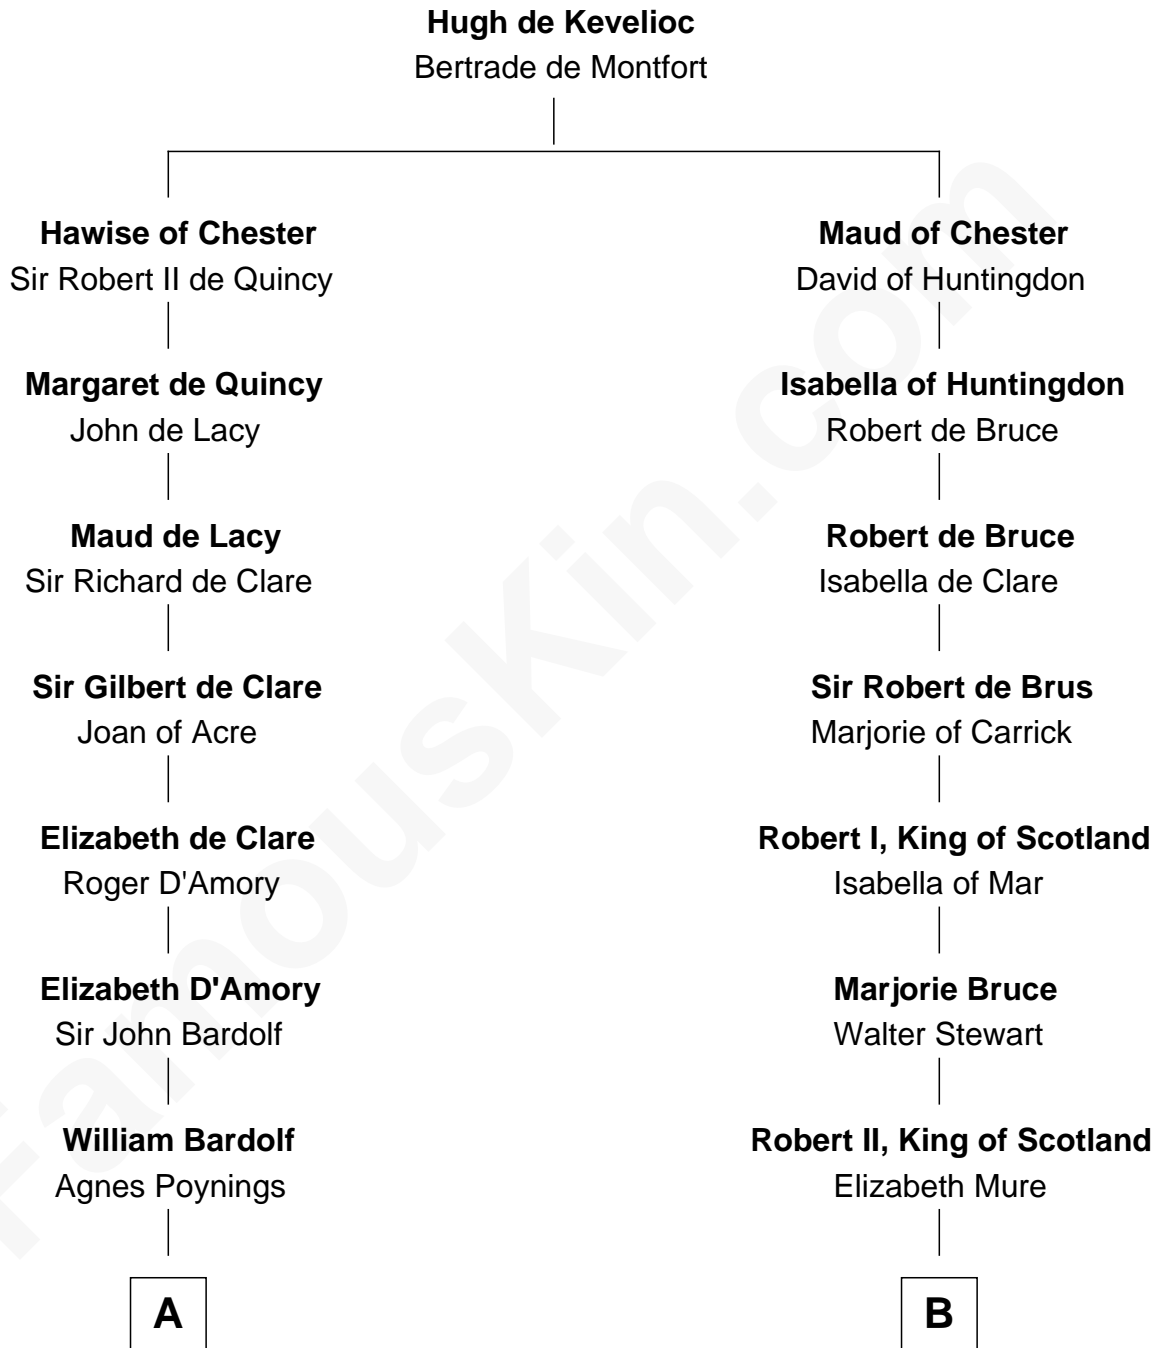 Hugh de Kevelioc
Bertrade de Montfort
Hawise of Chester
Sir Robert II de Quincy
Maud of Chester
David of Huntingdon
Margaret de Quincy
John de Lacy
Isabella of Huntingdon
Robert de Bruce
Maud de Lacy
Sir Richard de Clare
Robert de Bruce
Isabella de Clare
Sir Gilbert de Clare
Joan of Acre
Sir Robert de Brus
Marjorie of Carrick
Elizabeth de Clare
Roger D'Amory
Robert I, King of Scotland
Isabella of Mar
Elizabeth D'Amory
Sir John Bardolf
Marjorie Bruce
Walter Stewart
William Bardolf
Agnes Poynings
Robert II, King of Scotland
Elizabeth Mure
A
B
FamousKin.com